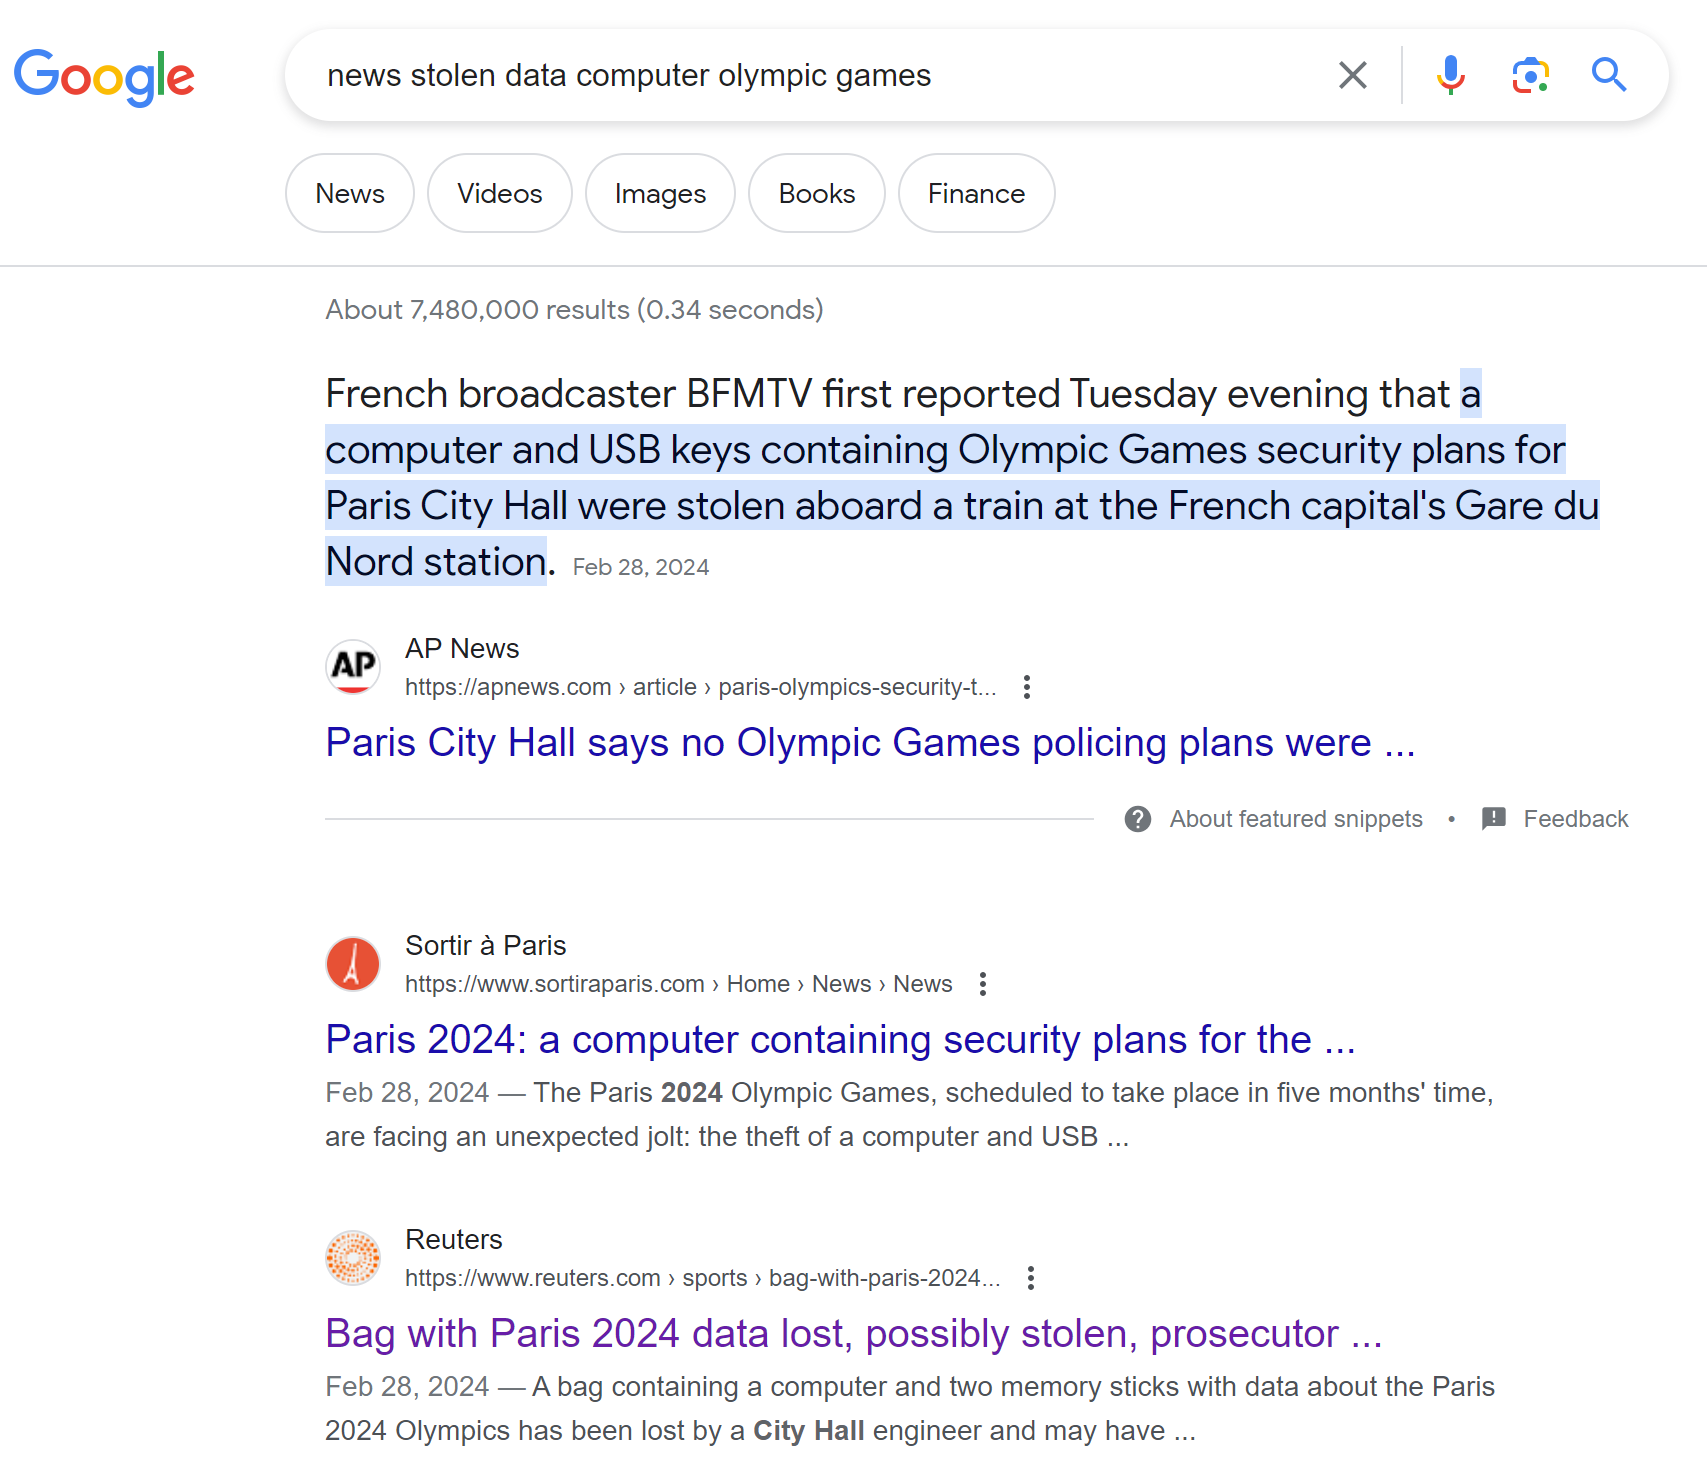 Google
news stolen data computer olympic games
News
Videos
Images
Books
Finance
About 7,480,000 results (0.34 seconds)
French broadcaster BFMTV first reported Tuesday evening that a
computer and USB keys containing Olympic Games security plans for
Paris City Hall were stolen aboard a train at the French capital's Gare du
Nord station. Feb 28, 2024
AP
AP News
https://apnews.com › article › paris-olympics-security-t...
Paris City Hall says no Olympic Games policing plans were ...
About featured snippets • Feedback
Sortir à Paris
https://www.sortiraparis.com › Home › News › News
Paris 2024: a computer containing security plans for the ...
Feb 28, 2024 — The Paris 2024 Olympic Games, scheduled to take place in five months' time,
are facing an unexpected jolt: the theft of a computer and USB ...
Reuters
https://www.reuters.com › sports › bag-with-paris-2024...
Bag with Paris 2024 data lost, possibly stolen, prosecutor ...
Feb 28, 2024 — A bag containing a computer and two memory sticks with data about the Paris
2024 Olympics has been lost by a City Hall engineer and may have ...